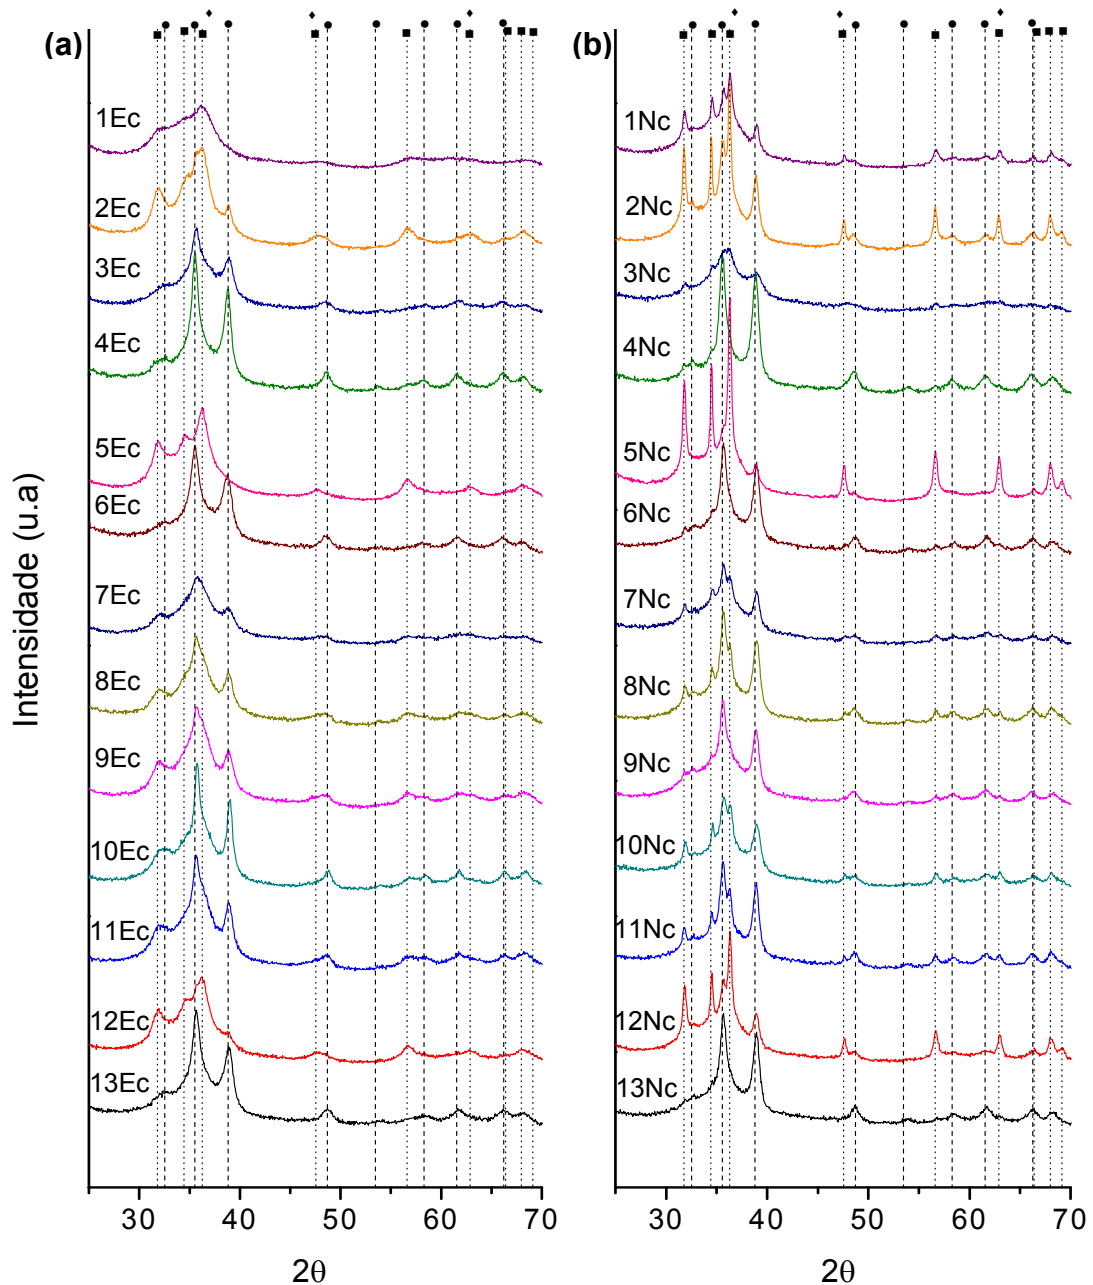 (a)
1Ec
2Ec
3Ec
4Ec
5Ec
6Ec
7Ec
8Ec
9Ec
10Ec
11Ec
12Ec
13Ec
30 40 50 60 70
2θ
Intensidade (u.a)
(b)
1Nc
2Nc
3Nc
4Nc
5Nc
6Nc
7Nc
8Nc
9Nc
10Nc
11Nc
12Nc
13Nc
30 40 50 60 70
2θ